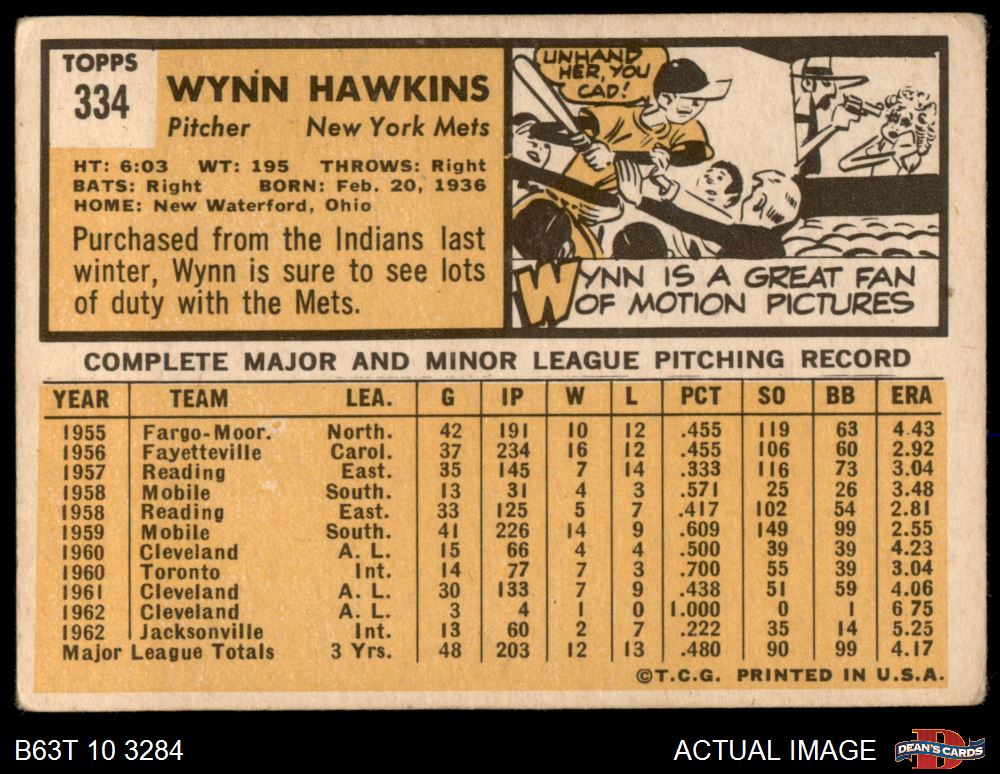 TOPPS
334
WYNN HAWKINS
Pitcher New York Mets
HT: 6:03 WT: 195 THROWS: Right
BATS: Right BORN: Feb. 20, 1936
HOME: New Waterford, Ohio
Purchased from the Indians last
winter, Wynn is sure to see lots
of duty with the Mets.
UNHAND
HER, YOU
CAD!
WYNN IS A GREAT FAN
OF MOTION PICTURES
COMPLETE MAJOR AND MINOR LEAGUE PITCHING RECORD
YEAR TEAM LEA. G IP W L PCT SO BB ERA
1955 Fargo-Moor. North. 42 191 10 12 .455 119 63 4.43
1956 Fayetteville Carol. 37 234 16 12 .455 106 60 2.92
1957 Reading East. 35 145 7 14 .333 116 73 3.04
1958 Mobile South. 13 31 4 3 .571 25 26 3.48
1958 Reading East. 33 125 5 7 .417 102 54 2.81
1959 Mobile South. 41 226 14 9 .609 149 99 2.55
1960 Cleveland A. L. 15 66 4 4 .500 39 39 4.23
1960 Toronto Int. 14 77 7 3 .700 55 39 3.04
1961 Cleveland A. L. 30 133 7 9 .438 51 59 4.06
1962 Cleveland A. L. 3 4 1 0 1.000 0 1 6.75
1962 Jacksonville Int. 13 60 2 7 .222 35 14 5.25
Major League Totals 3 Yrs. 48 203 12 13 .480 90 99 4.17
©T.C.G. PRINTED IN U.S.A.
B63T 10 3284
ACTUAL IMAGE
D
DEAN'S CARDS